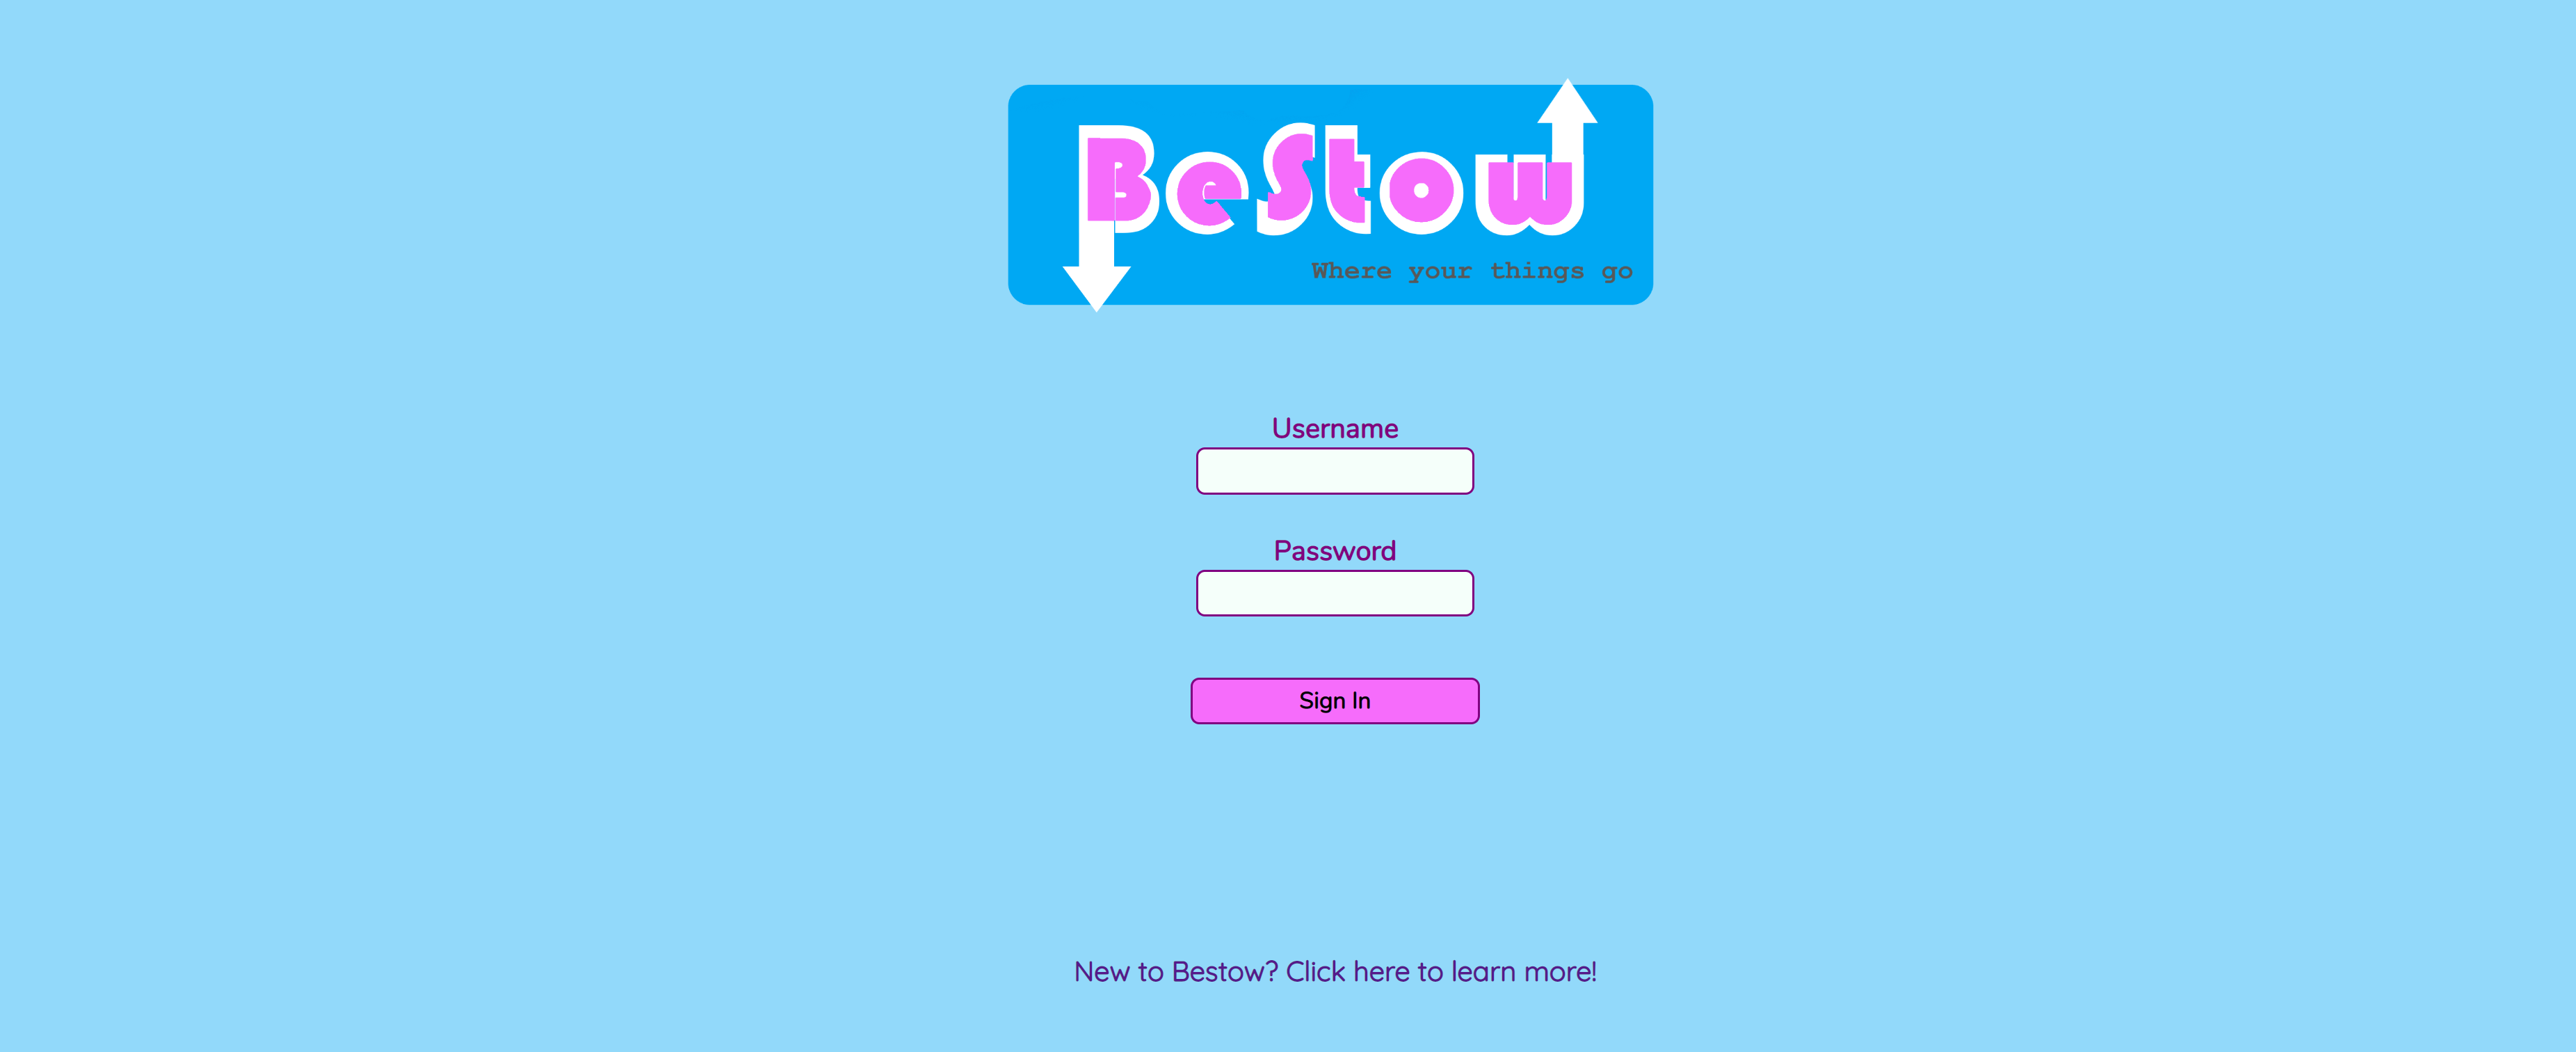 BeStow
Where your things go
Username
Password
Sign In
New to Bestow? Click here to learn more!